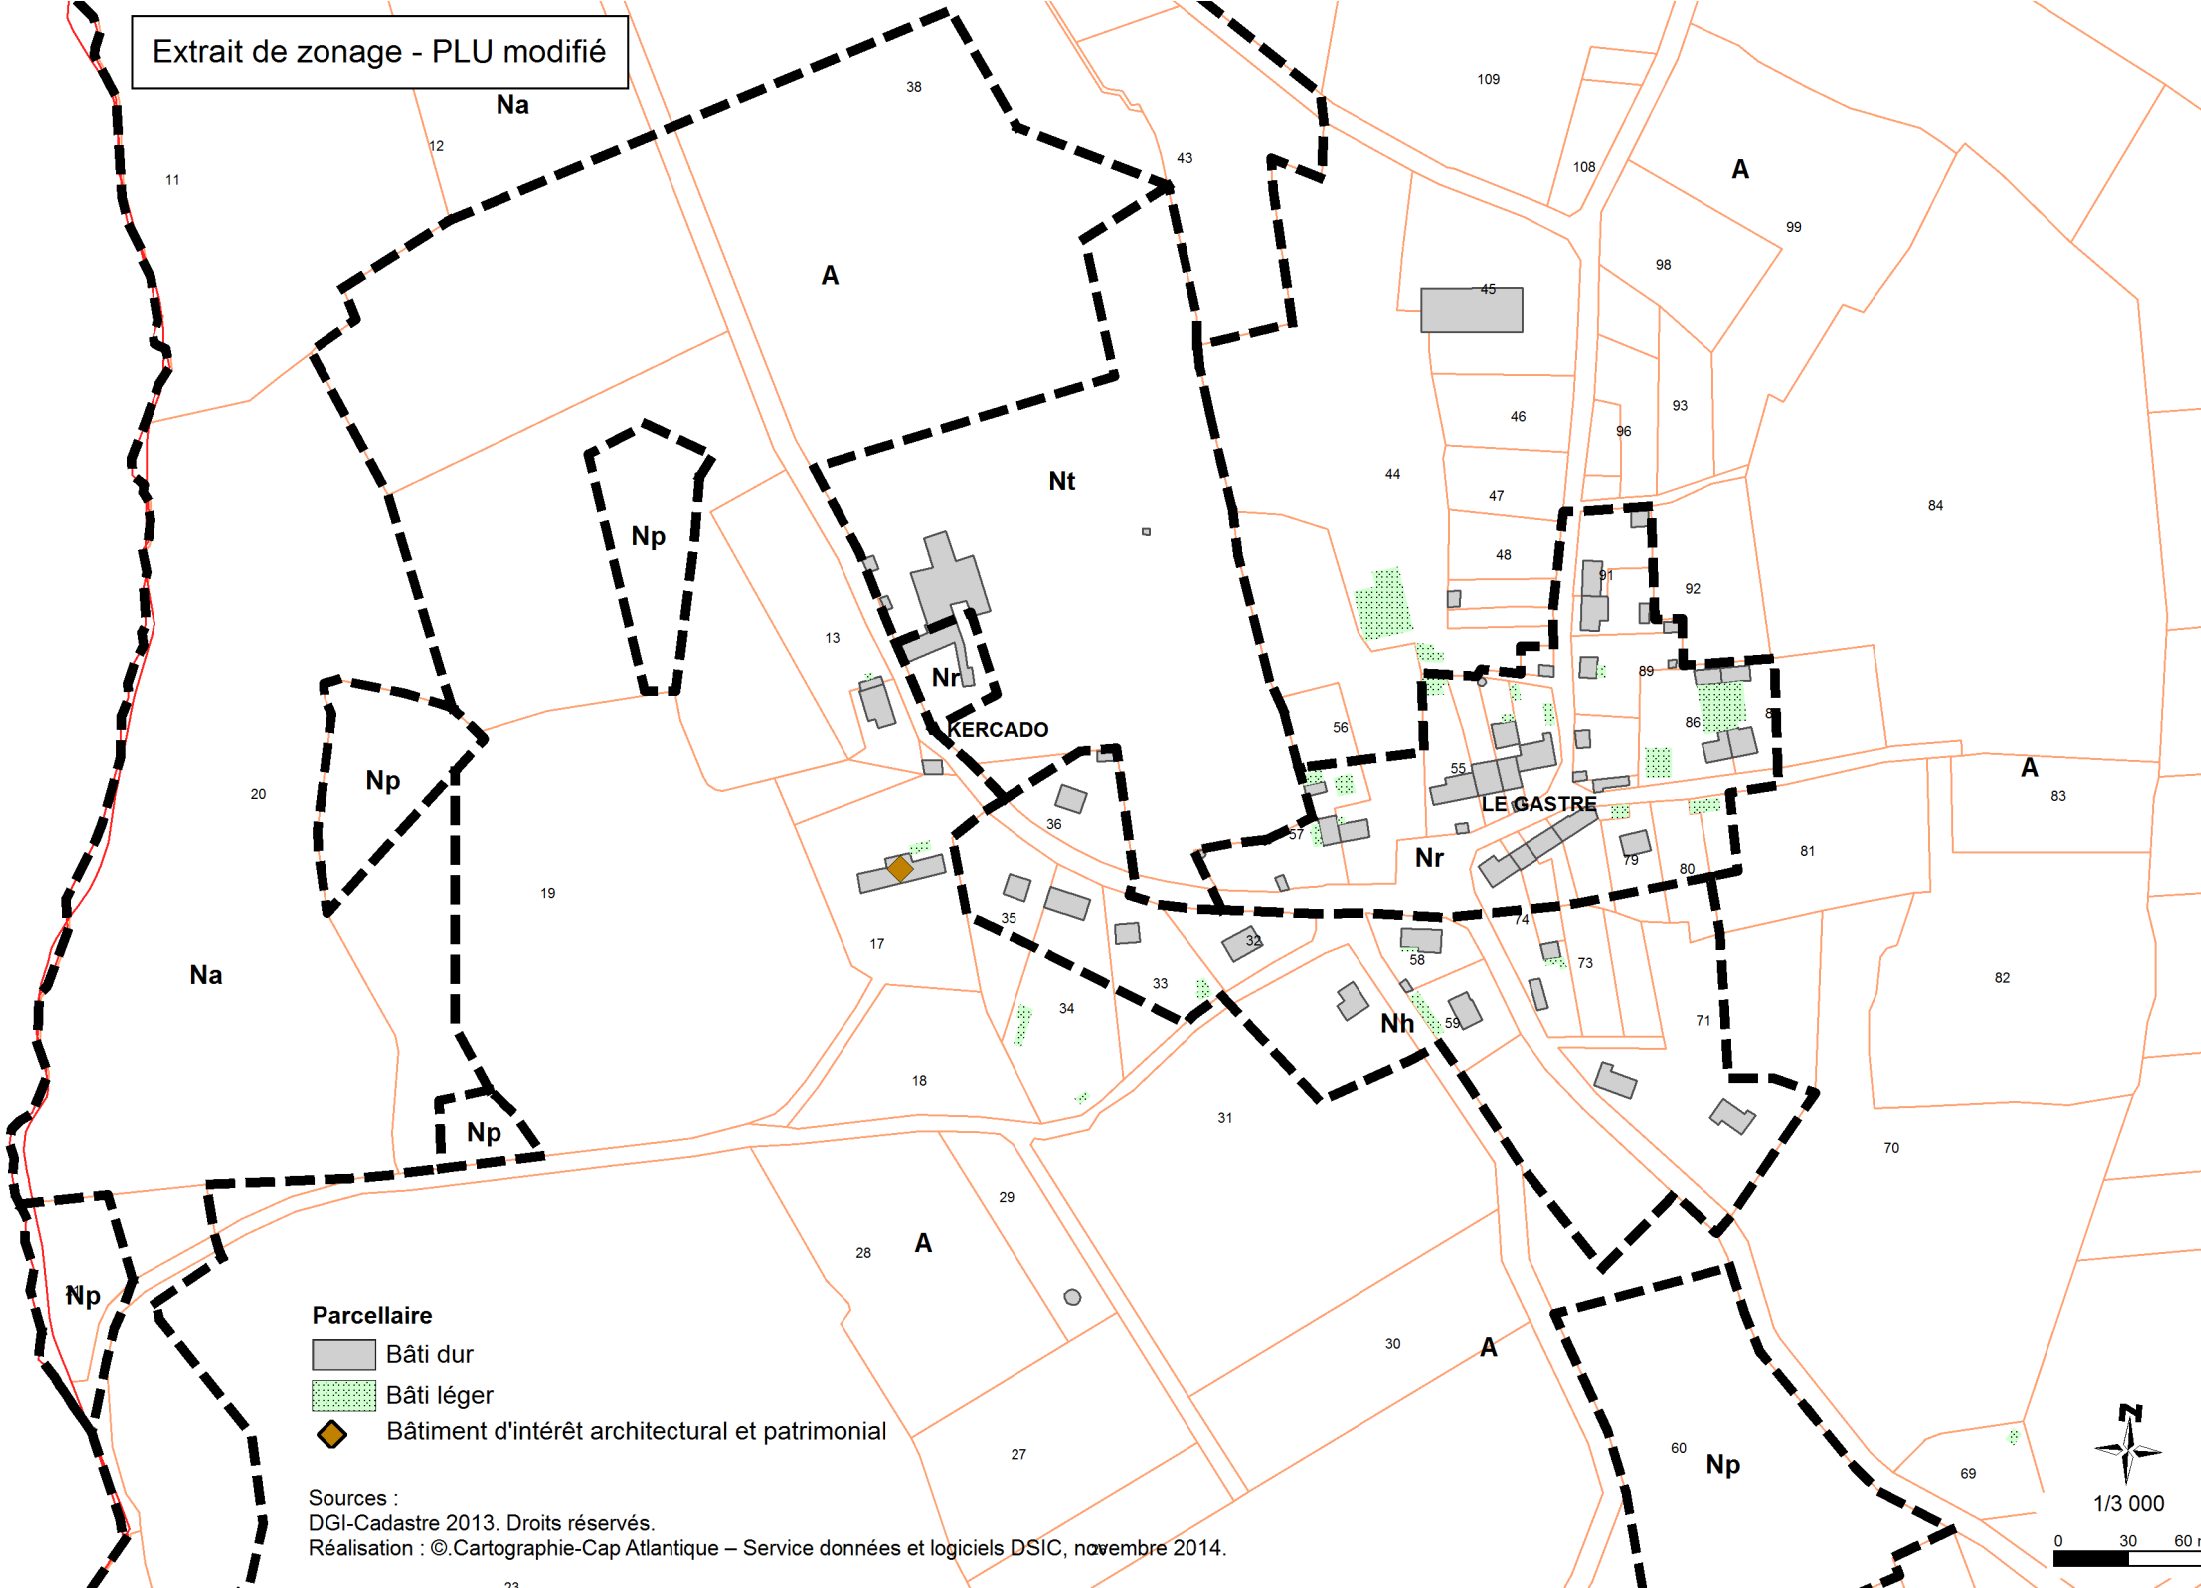 Extrait de zonage - PLU modifié
Na
38
109
12
11
43
108
A
99
98
A
45
93
46
96
Nt
44
47
84
Np
48
91
92
13
Nr
89
KERCADO
56
86
Np
55
A
20
LE GASTRE
83
36
57
Nr
79
80
81
19
35
74
17
32
58
73
Na
33
82
34
Nh
59
71
18
31
Np
70
29
28
A
Np
Parcellaire
30
A
Bâti dur
Bâti léger
Bâtiment d'intérêt architectural et patrimonial
27
60
Np
69
N
1/3 000
Sources :
DGI-Cadastre 2013. Droits réservés.
Réalisation : ©.Cartographie-Cap Atlantique – Service données et logiciels DSIC, novembre 2014.
0 30 60
23